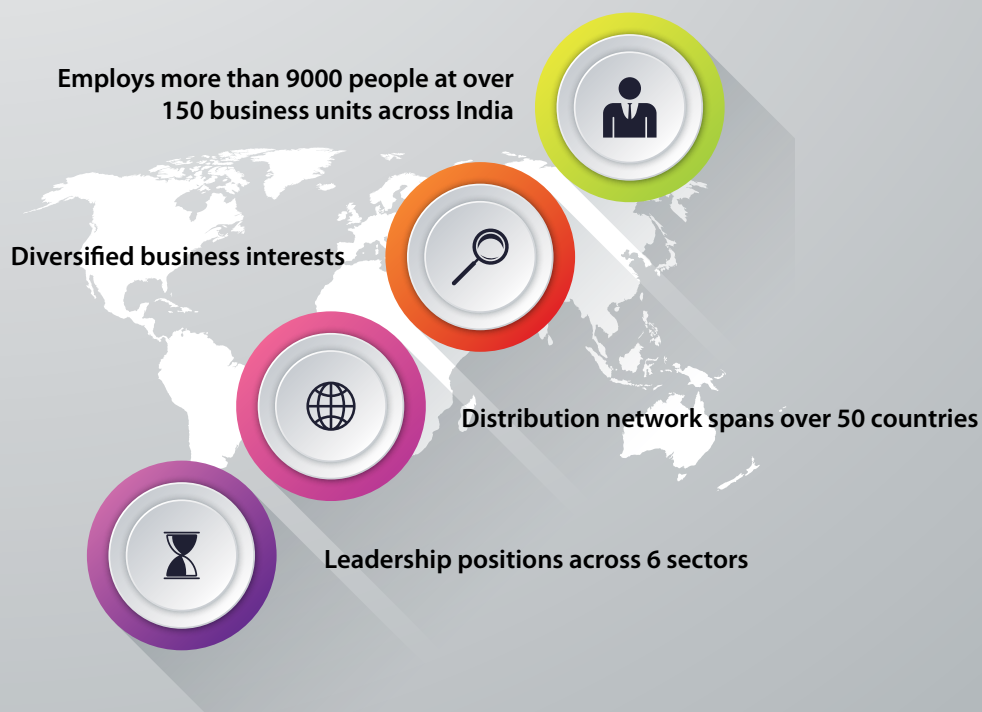 Employs more than 9000 people at over
150 business units across India
Diversified business interests
Distribution network spans over 50 countries
Leadership positions across 6 sectors